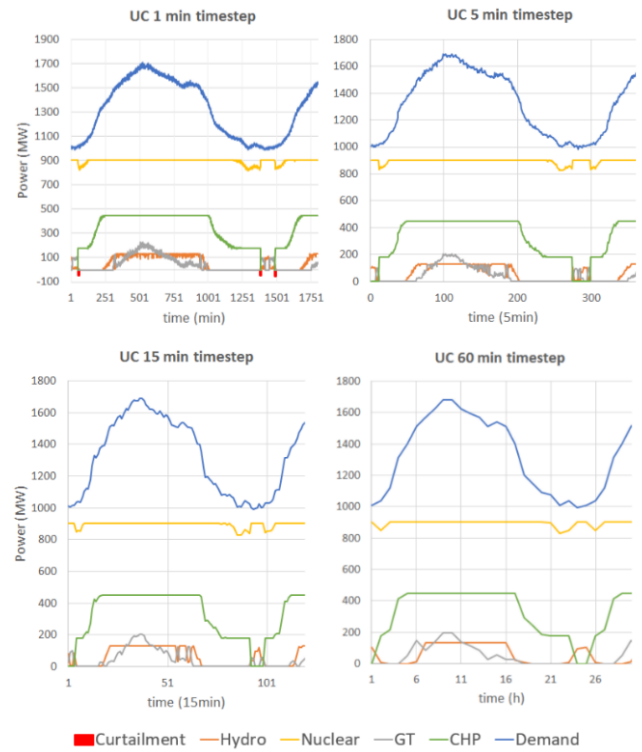 UC 1 min timestep
UC 5 min timestep
Power (MW)
1900
1700
1500
1300
1100
900
700
500
300
100
-100
1 251 501 751 1001 1251 1501 1751
time (min)
1800
1600
1400
1200
1000
800
600
400
200
0
0 100 200 300
time (5min)
UC 15 min timestep
UC 60 min timestep
Power (MW)
1800
1600
1400
1200
1000
800
600
400
200
0
1 51 101
time (15min)
1800
1600
1400
1200
1000
800
600
400
200
0
1 6 11 16 21 26
time (h)
Curtailment Hydro Nuclear GT CHP Demand